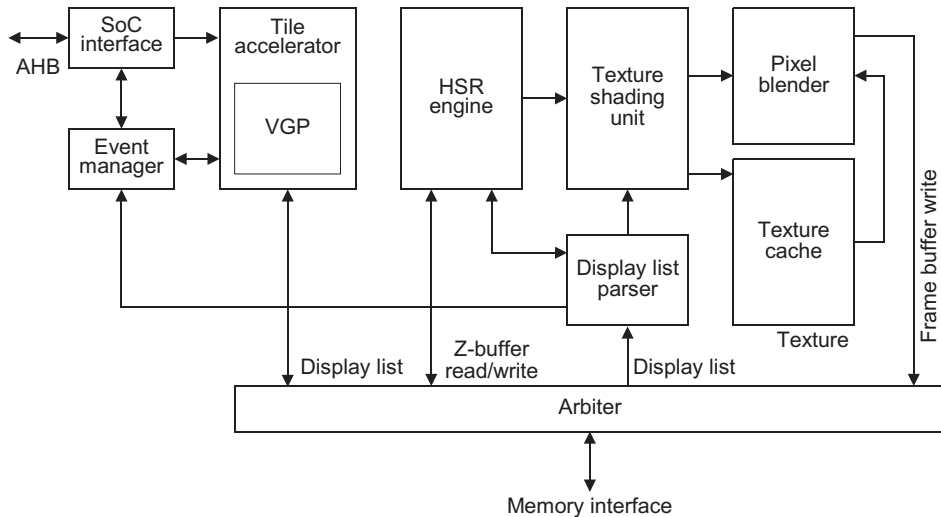 SoC
interface
AHB
Event
manager
Tile
accelerator
VGP
HSR
engine
Texture
shading
unit
Pixel
blender
Texture
cache
Texture
Display list
parser
Frame buffer write
Display list
Z-buffer
read/write
Display list
Arbiter
Memory interface